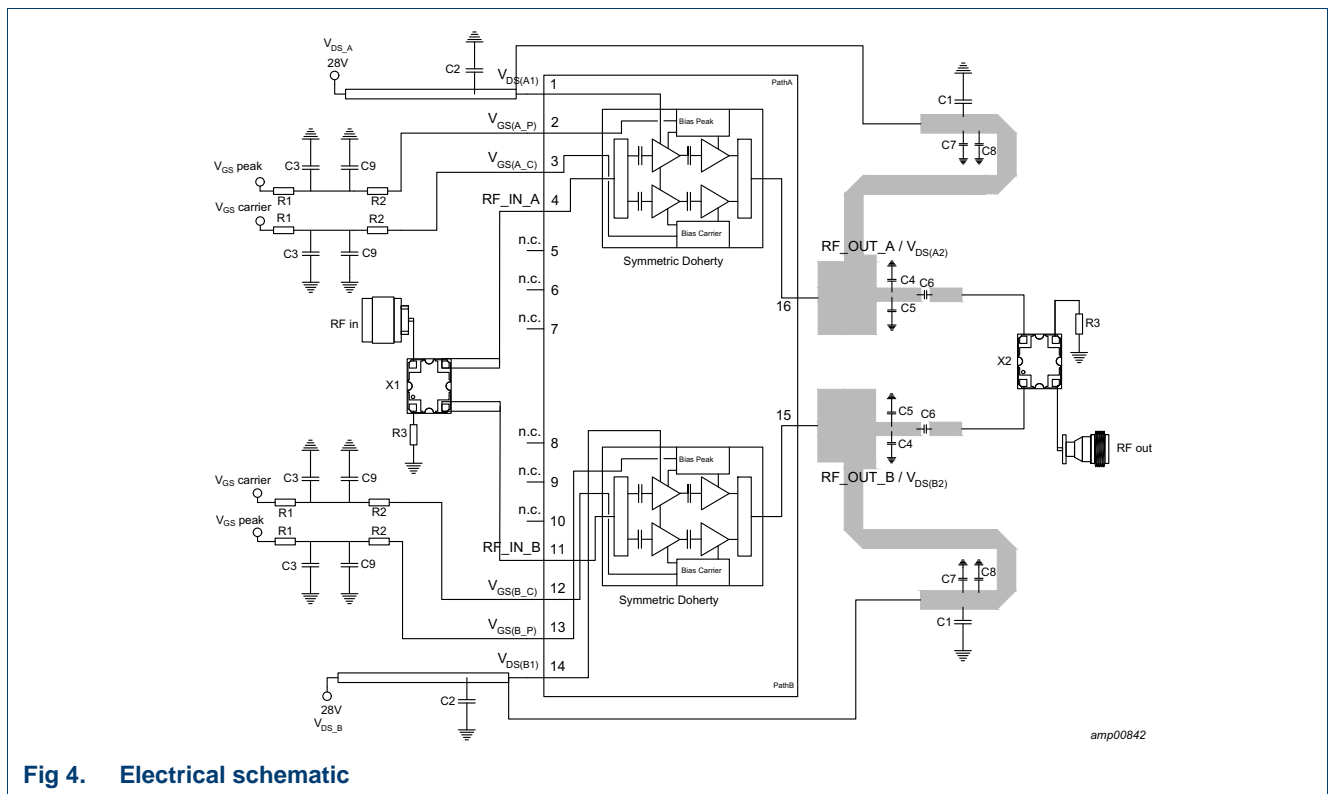 V_DS_A
28V
C2
V_DS(A1)
1
PathA
C1
C7
C8
V_GS(A_P)
2
Bias Peak
C3
C9
V_GS(A_C)
3
V_GS peak
R1
R2
V_GS carrier
R1
R2
RF_IN_A
4
Bias Carrier
C3
C9
n.c.
5
Symmetric Doherty
RF_OUT_A / V_DS(A2)
n.c.
6
C4
C6
C5
16
n.c.
7
RF in
R3
X1
X2
R3
15
C5
C6
C4
n.c.
8
RF out
C3
C9
Bias Peak
RF_OUT_B / V_DS(B2)
V_GS carrier
R1
R2
n.c.
9
V_GS peak
R1
R2
n.c.
10
RF_IN_B
11
C3
C9
Bias Carrier
C7
C8
V_GS(B_C)
12
Symmetric Doherty
C1
V_GS(B_P)
13
V_DS(B1)
14
PathB
C2
28V
V_DS_B
amp00842
Fig 4. Electrical schematic